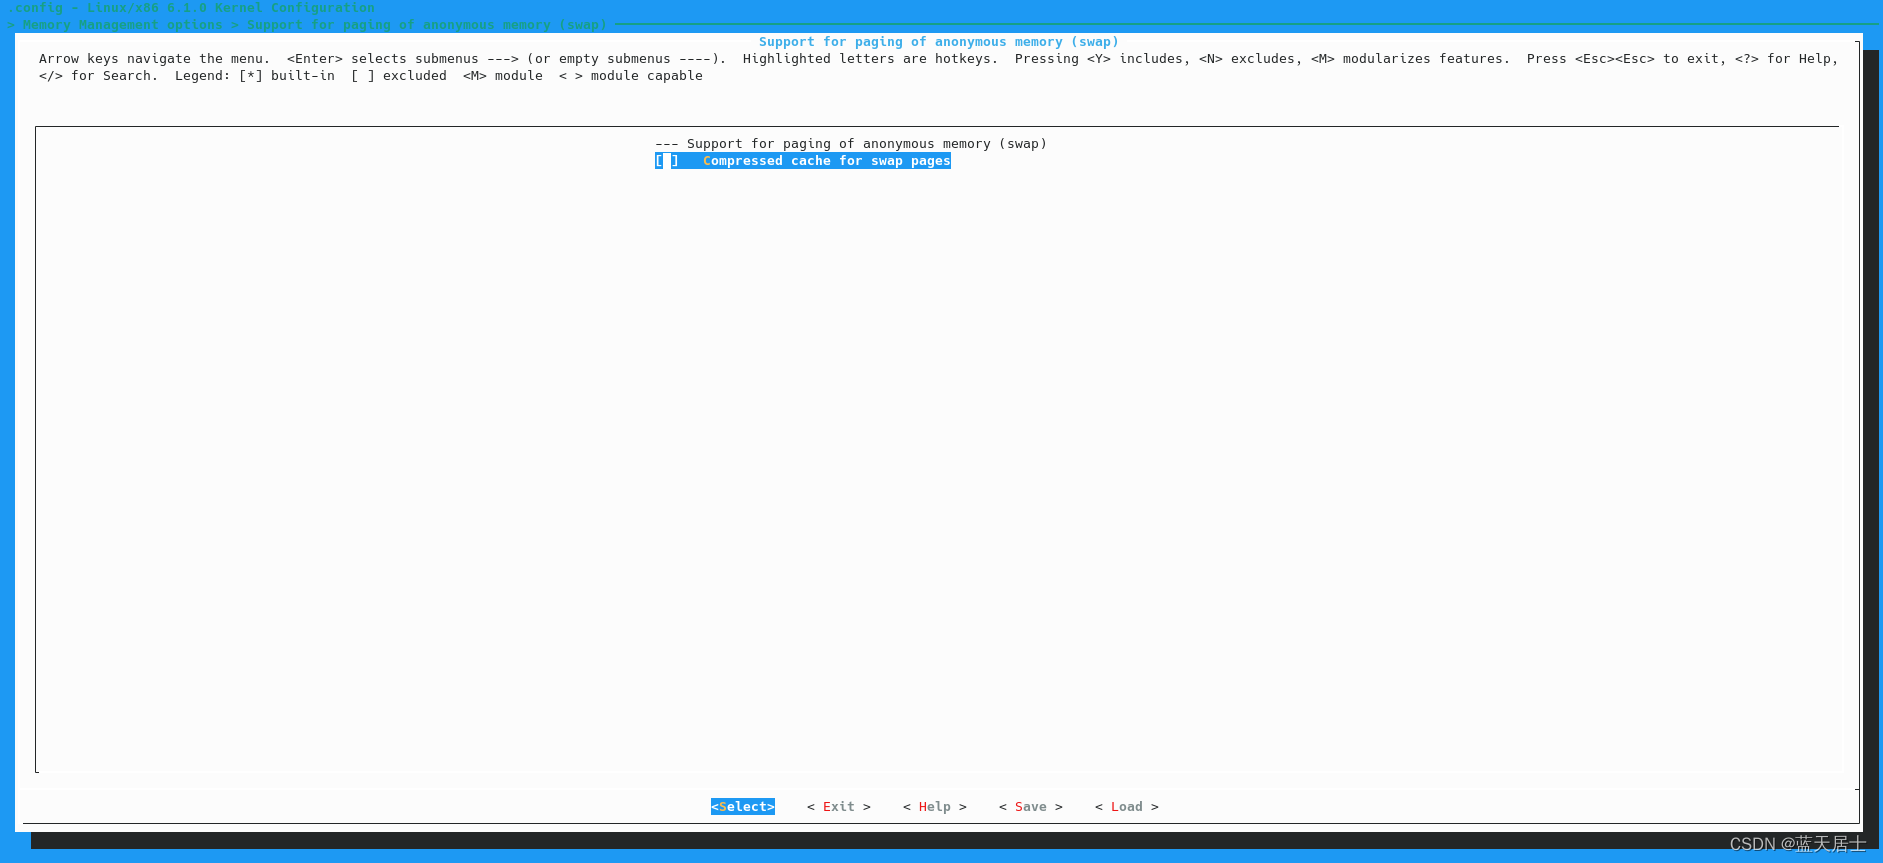 .config - Linux/x86 6.1.0 Kernel Configuration
> Memory Management options > Support for paging of anonymous memory (swap)
Support for paging of anonymous memory (swap)
Arrow keys navigate the menu.  <Enter> selects submenus ---> (or empty submenus ----).  Highlighted letters are hotkeys.  Pressing <Y> includes, <N> excludes, <M> modularizes features.  Press <Esc><Esc> to exit, <?> for Help,
</> for Search.  Legend: [*] built-in  [ ] excluded  <M> module  < > module capable
--- Support for paging of anonymous memory (swap)
[ ]   Compressed cache for swap pages
<Select>    < Exit >    < Help >    < Save >    < Load >
CSDN @蓝天居士